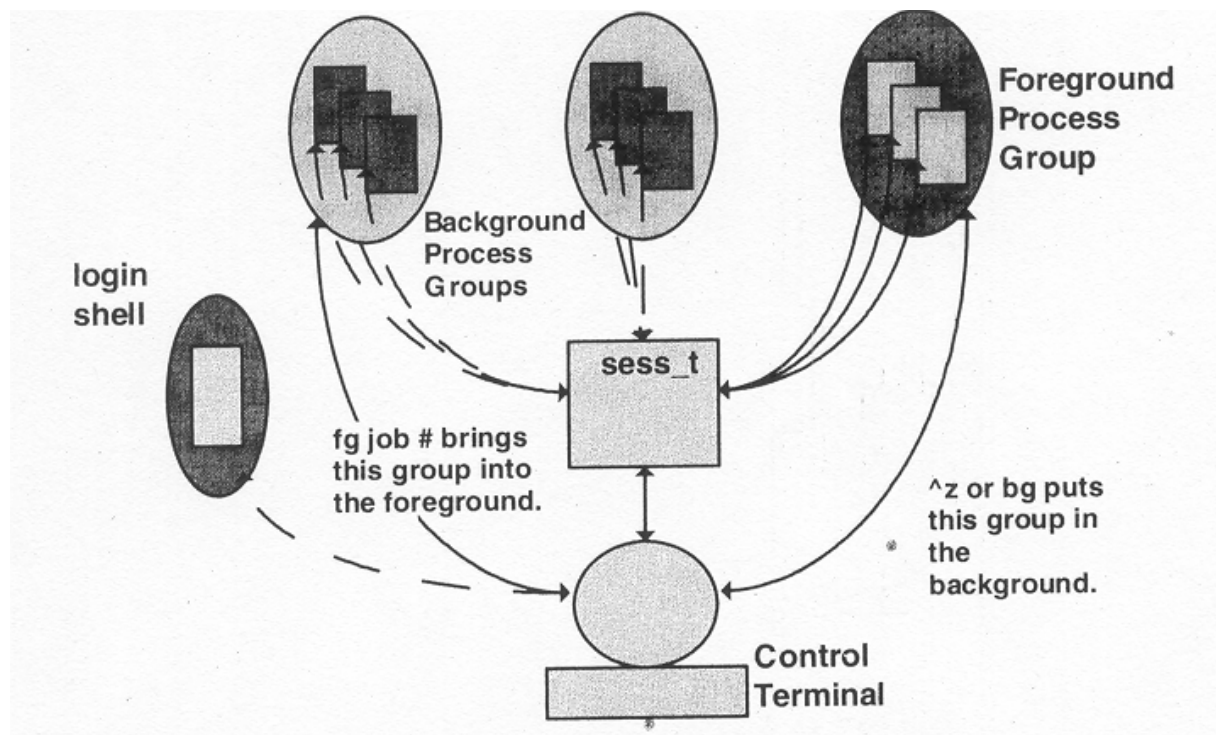 Foreground
Process
Group
Background
Process
Groups
login
shell
sess_t
fg job # brings
this group into
the foreground.
^z or bg puts
this group in
the
background.
Control
Terminal